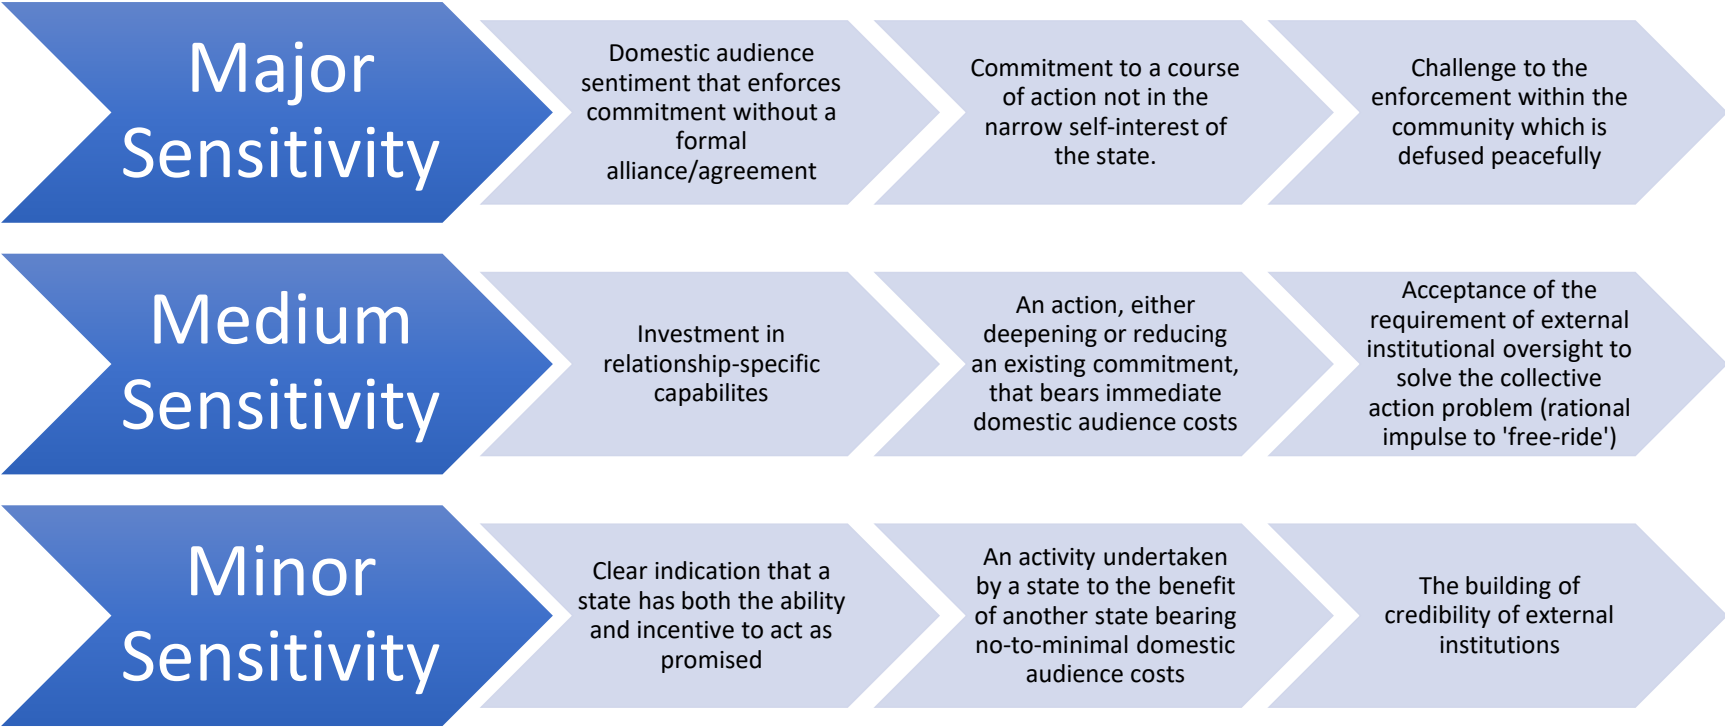 Major
Sensitivity
Domestic audience
sentiment that enforces
commitment without a
formal
alliance/agreement
Commitment to a course
of action not in the
narrow self-interest of
the state.
Challenge to the
enforcement within the
community which is
defused peacefully
Medium
Sensitivity
Investment in
relationship-specific
capabilites
An action, either
deepening or reducing
an existing commitment,
that bears immediate
domestic audience costs
Acceptance of the
requirement of external
institutional oversight to
solve the collective
action problem (rational
impulse to 'free-ride')
Minor
Sensitivity
Clear indication that a
state has both the ability
and incentive to act as
promised
An activity undertaken
by a state to the benefit
of another state bearing
no-to-minimal domestic
audience costs
The building of
credibility of external
institutions